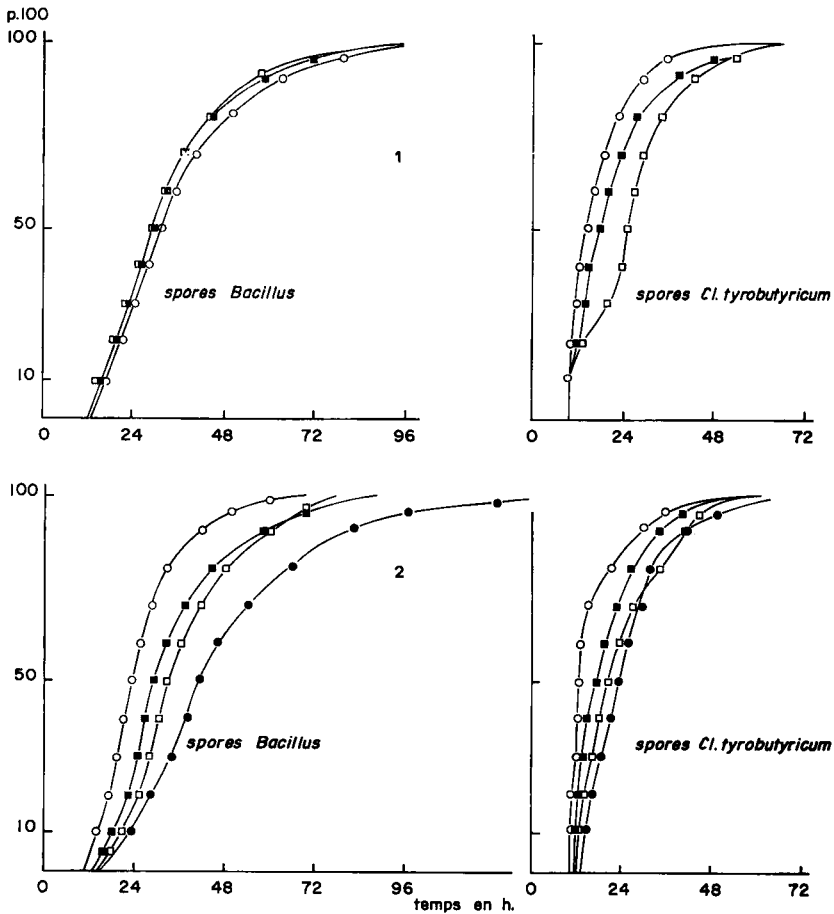 p.100
100
50
10
0 24 48 72 96
1
spores Bacillus
0 24 48 72
spores Cl. tyrobutyricum
100
50
10
0 24 48 72 96
2
spores Bacillus
0 24 48 72
spores Cl. tyrobutyricum
temps en h.